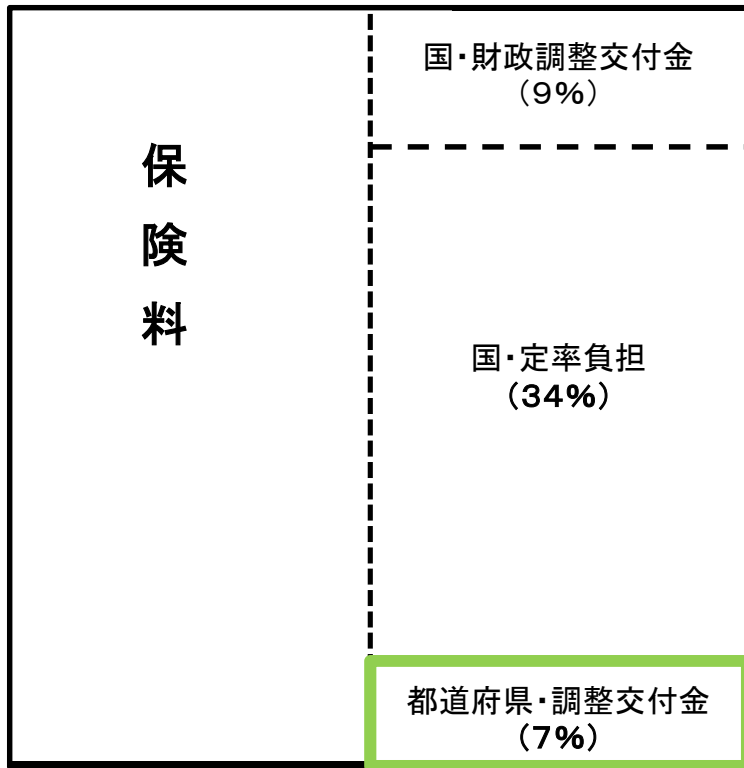 保
険
料
国・財政調整交付金
（9%）
国・定率負担
（34%）
都道府県・調整交付金
（7%）